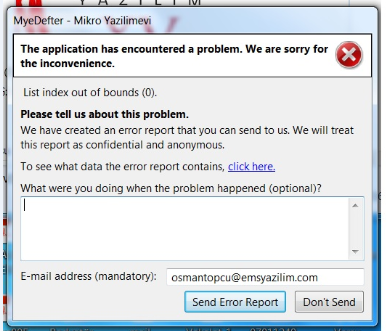 Y A Z I L I M
MyeDefter - Mikro Yazilimevi
The application has encountered a problem. We are sorry for
the inconvenience.
List index out of bounds (0).
Please tell us about this problem.
We have created an error report that you can send to us. We will treat
this report as confidential and anonymous.
To see what data the error report contains, click here.
What were you doing when the problem happened (optional)?
E-mail address (mandatory):
osmantopcu@emsyazilim.com
Send Error Report
Don't Send